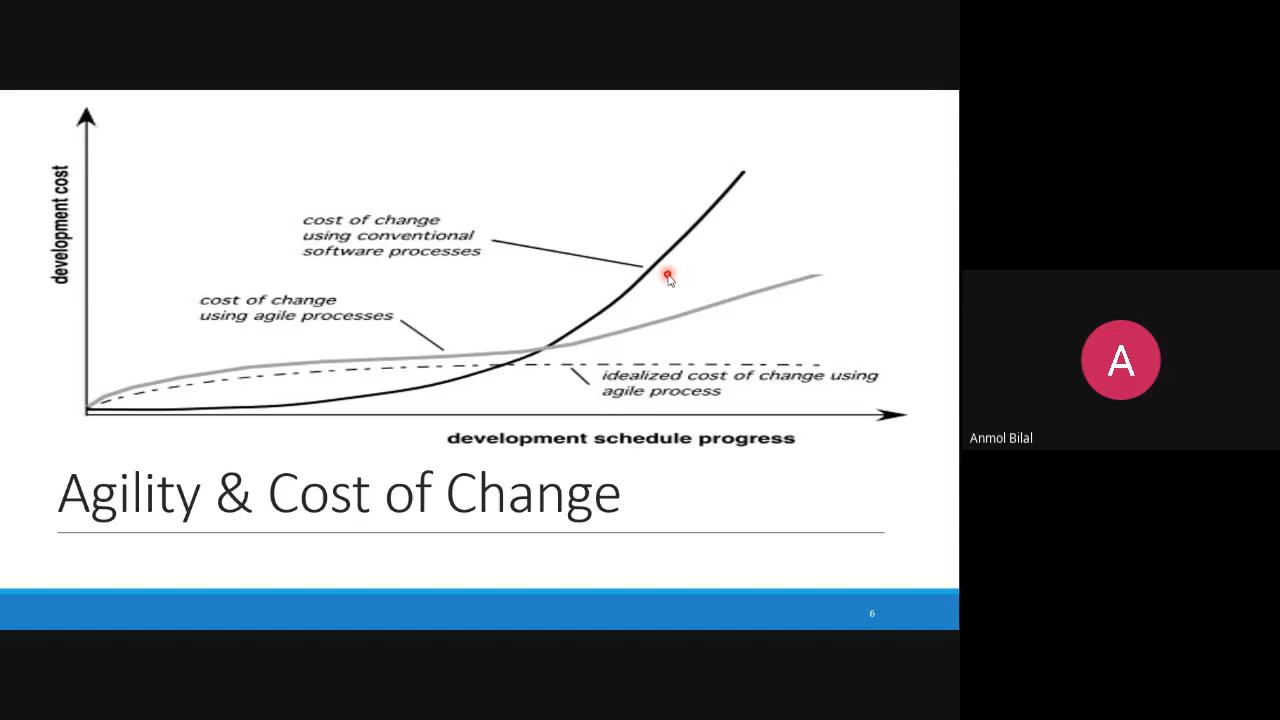 development cost
cost of change
using conventional
software processes
cost of change
using agile processes
idealized cost of change using
agile process
development schedule progress
Agility & Cost of Change
6
A
Anmol Bilal